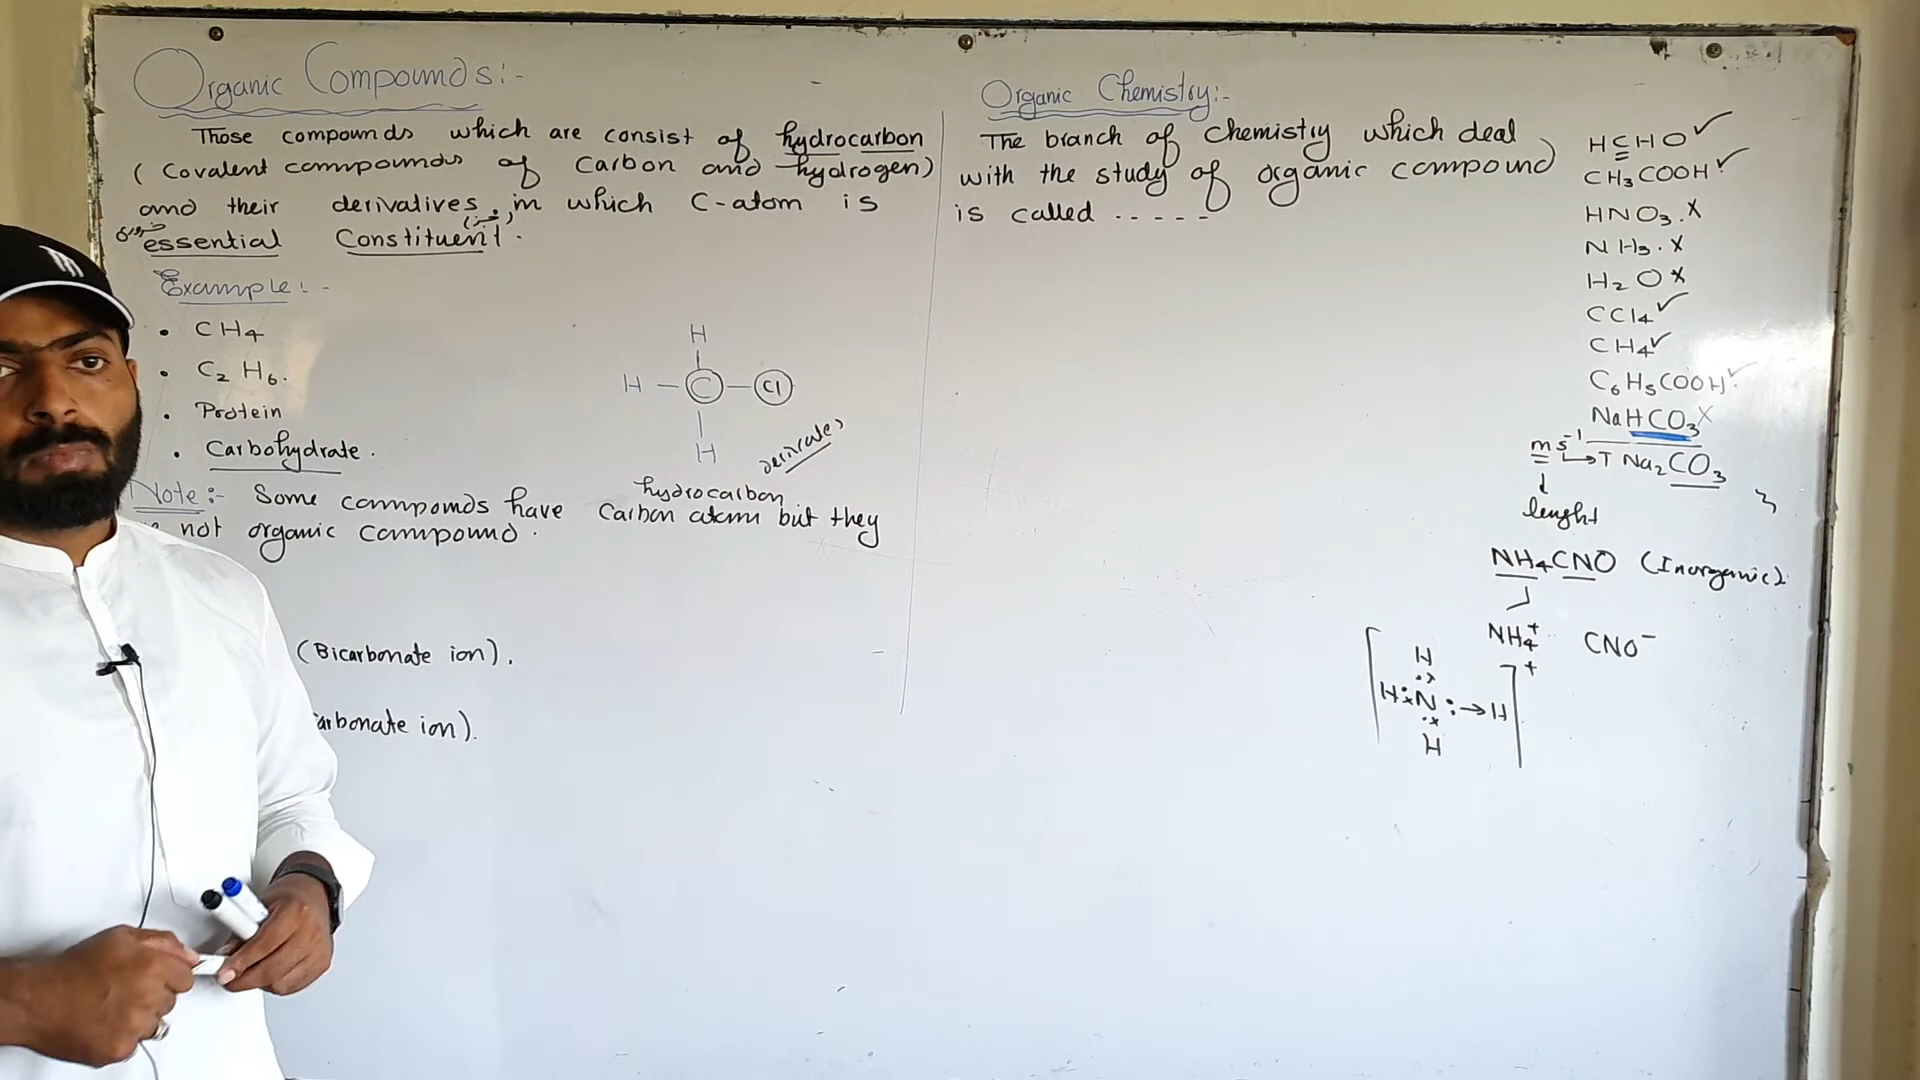 Organic Compounds:-
Those compounds which are consist of hydrocarbon
( Covalent compounds of Carbon and hydrogen)
and their derivatives, in which C-atom is
essential Constituent.
Example:-
• CH4
• C2 H6.
• Protein
• Carbohydrate.
H
H - C - Cl
H
derivates
hydrocarbon
Note:- Some compounds have Carbon atom but they
not organic compound.
(Bicarbonate ion).
arbonate ion).
Organic Chemistry:-
The branch of Chemistry which deal
with the study of organic compound
is called -----
HCHO ✓
CH3COOH ✓
HNO3. x
NH3. x
H2O x
CCl4 ✓
CH4 ✓
C6H5COOH ✓
NaHCO3 x
m s-1 → T Na2CO3
↓
lenght
NH4CNO (Inorganic).
NH4+ CNO-
H
H:N:→H
H
+